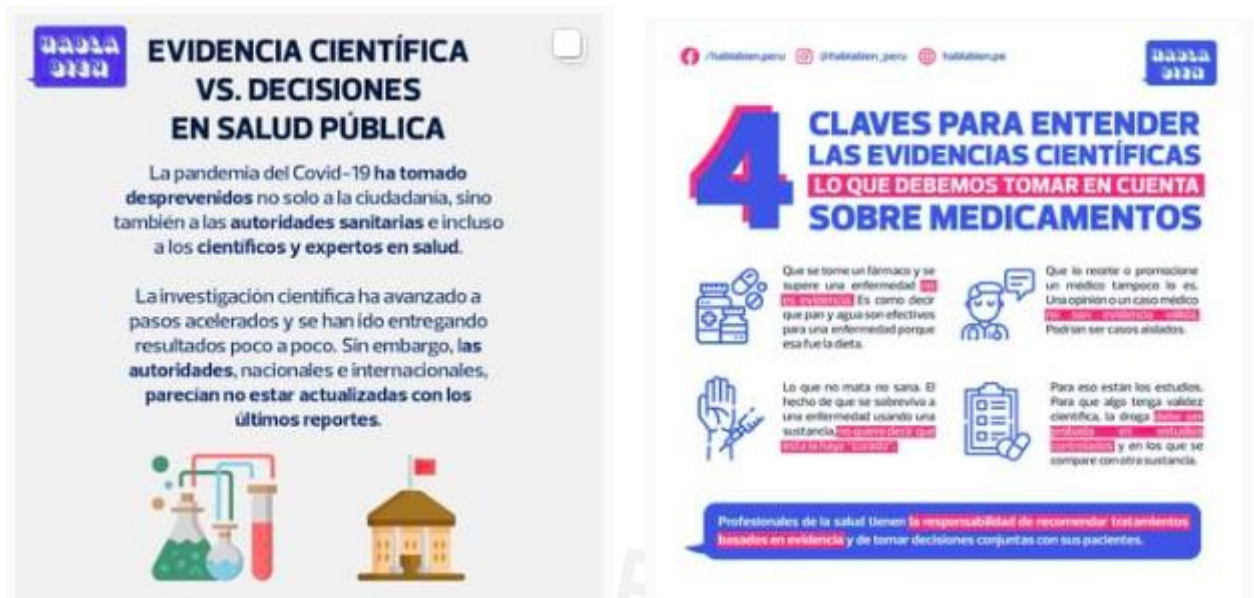 HABLA
BIEN
EVIDENCIA CIENTÍFICA
VS. DECISIONES
EN SALUD PÚBLICA
La pandemia del Covid-19 ha tomado
desprevenidos no solo a la ciudadanía, sino
también a las autoridades sanitarias e incluso
a los científicos y expertos en salud.
La investigación científica ha avanzado a
pasos acelerados y se han ido entregando
resultados poco a poco. Sin embargo, las
autoridades, nacionales e internacionales,
parecían no estar actualizadas con los
últimos reportes.
/hablabien.peru @hablabien_peru hablabien.pe
HABLA
BIEN
4 CLAVES PARA ENTENDER
LAS EVIDENCIAS CIENTÍFICAS
LO QUE DEBEMOS TOMAR EN CUENTA
SOBRE MEDICAMENTOS
Que se tome un fármaco y se
supere una enfermedad no
es evidencia. Es como decir
que pan y agua son efectivos
para una enfermedad porque
esa fue la dieta.
Que lo recete o promocione
un médico tampoco lo es.
Una opinión o un caso médico
no son evidencia válida.
Podrían ser casos aislados.
Lo que no mata no sana. El
hecho de que se sobreviva a
una enfermedad usando una
sustancia, no quiere decir que
esta la haya "curado".
Para eso están los estudios.
Para que algo tenga validez
científica, la droga debe ser
probada en estudios
controlados y en los que se
compare con otra sustancia.
Profesionales de la salud tienen la responsabilidad de recomendar tratamientos
basados en evidencia y de tomar decisiones conjuntas con sus pacientes.